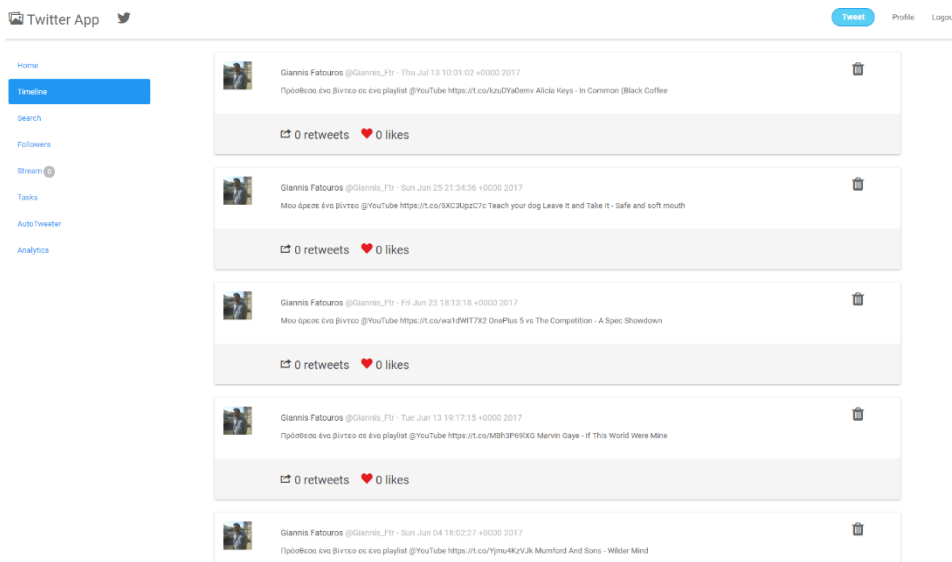 Twitter App
Tweet
Profile
Logou
Home
Timeline
Search
Followers
Stream 0
Tasks
AutoTweeter
Analytics
Giannis Fatouros @Giannis_Ftr - Thu Jul 13 10:01:02 +0000 2017
Πρόσθεσα ένα βίντεο σε ένα playlist @YouTube https://t.co/kzuDYa0emv Alicia Keys - In Common (Black Coffee
0 retweets 0 likes
Giannis Fatouros @Giannis_Ftr - Sun Jun 25 21:34:36 +0000 2017
Μου άρεσε ένα βίντεο @YouTube https://t.co/SXC3UpzC7c Teach your dog Leave It and Take It - Safe and soft mouth
0 retweets 0 likes
Giannis Fatouros @Giannis_Ftr - Fri Jun 23 18:13:18 +0000 2017
Μου άρεσε ένα βίντεο @YouTube https://t.co/wa1dWIT7X2 OnePlus 5 vs The Competition - A Spec Showdown
0 retweets 0 likes
Giannis Fatouros @Giannis_Ftr - Tue Jun 13 19:17:15 +0000 2017
Πρόσθεσα ένα βίντεο σε ένα playlist @YouTube https://t.co/MBh3P69lXG Marvin Gaye - If This World Were Mine
0 retweets 0 likes
Giannis Fatouros @Giannis_Ftr - Sun Jun 04 18:02:27 +0000 2017
Πρόσθεσα ένα βίντεο σε ένα playlist @YouTube https://t.co/Yjmu4KzVJk Mumford And Sons - Wilder Mind